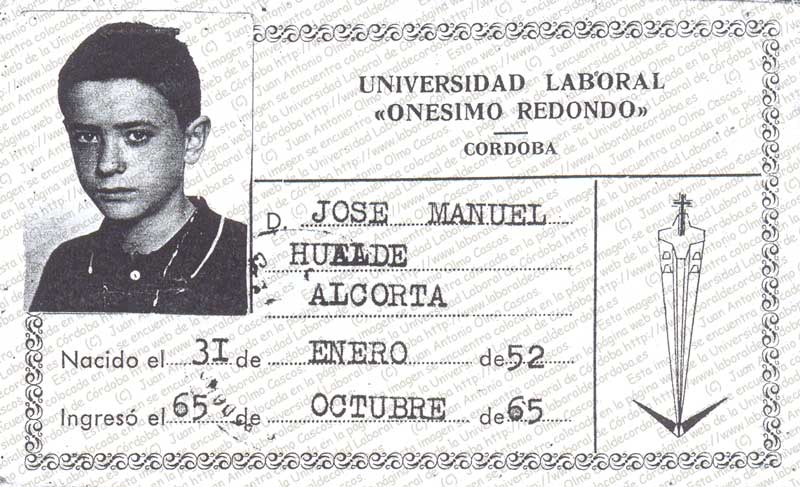 UNIVERSIDAD LABORAL
«ONESIMO REDONDO»
CORDOBA
D. JOSE MANUEL
HUALDE
ALCORTA
Nacido el 3I de ENERO de 52
Ingresó el 65 de OCTUBRE de 65